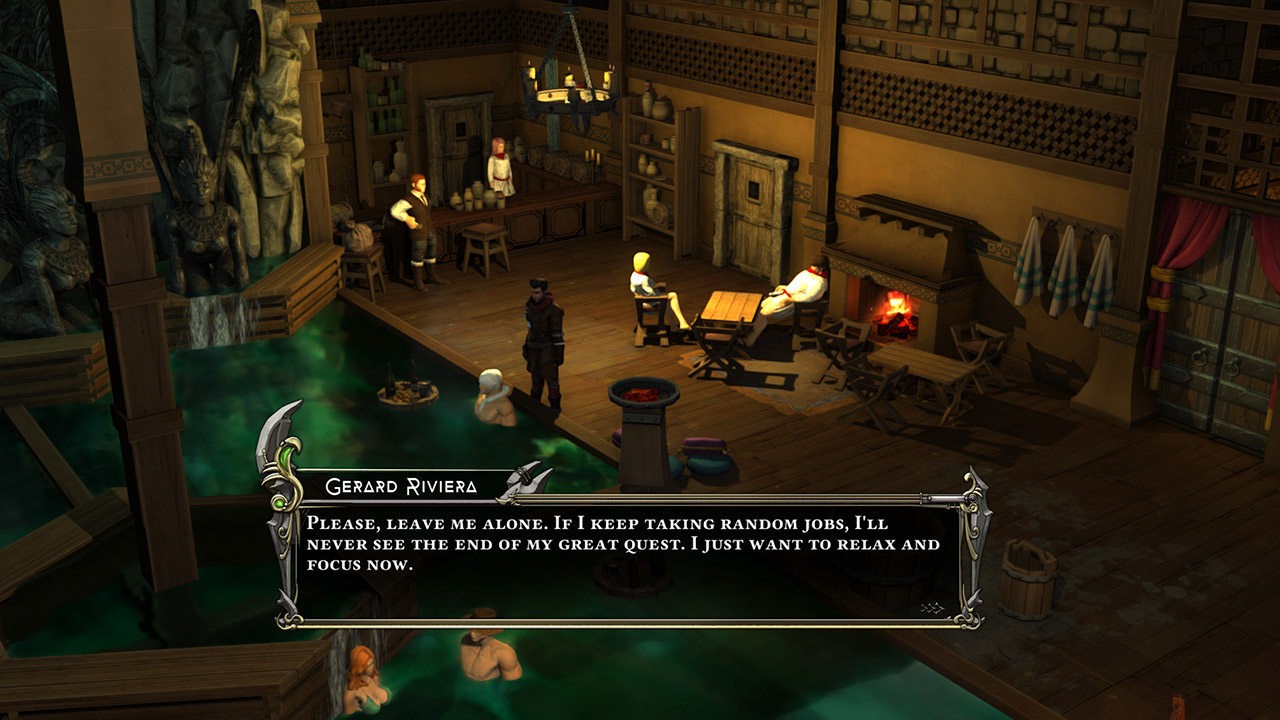 Gerard Riviera
Please, leave me alone. If I keep taking random jobs, I'll
never see the end of my great quest. I just want to relax and
focus now.